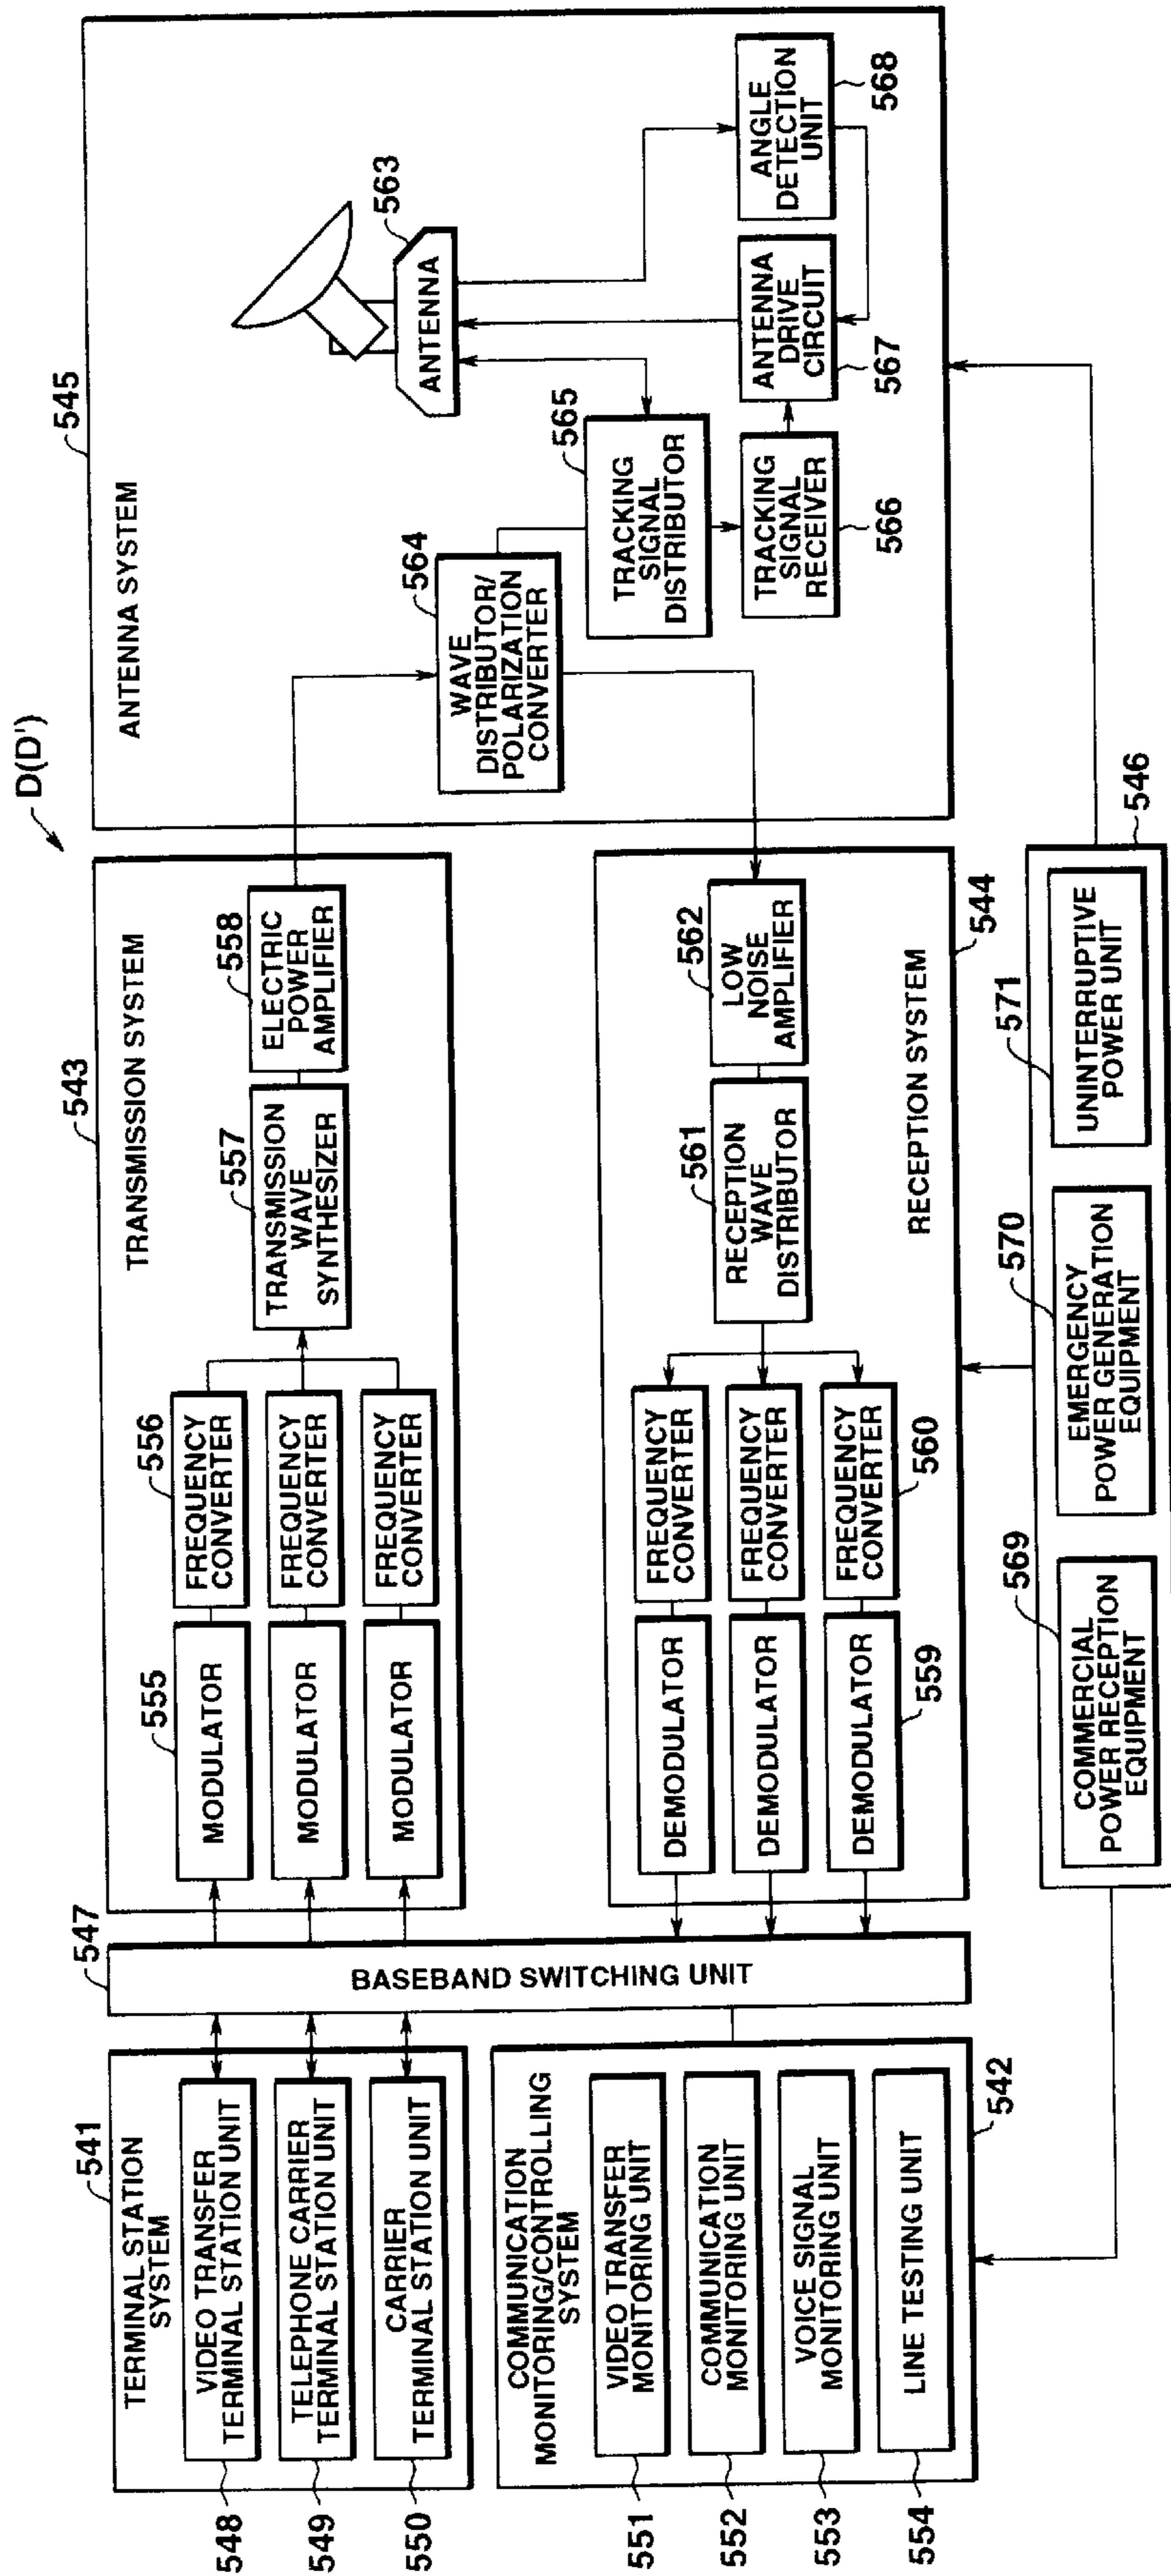 D(D')
541
TERMINAL STATION
SYSTEM
VIDEO TRANSFER
TERMINAL STATION UNIT
548
TELEPHONE CARRIER
TERMINAL STATION UNIT
549
CARRIER
TERMINAL STATION UNIT
550
COMMUNICATION
MONITORING/CONTROLLING
SYSTEM
542
VIDEO TRANSFER
MONITORING UNIT
551
COMMUNICATION
MONITORING UNIT
552
VOICE SIGNAL
MONITORING UNIT
553
LINE TESTING UNIT
554
547
BASEBAND SWITCHING UNIT
543
TRANSMISSION SYSTEM
555
MODULATOR
MODULATOR
MODULATOR
556
FREQUENCY
CONVERTER
FREQUENCY
CONVERTER
FREQUENCY
CONVERTER
557
TRANSMISSION
WAVE
SYNTHESIZER
558
ELECTRIC
POWER
AMPLIFIER
DEMODULATOR
DEMODULATOR
DEMODULATOR
559
FREQUENCY
CONVERTER
FREQUENCY
CONVERTER
FREQUENCY
CONVERTER
560
561
RECEPTION
WAVE
DISTRIBUTOR
562
LOW
NOISE
AMPLIFIER
RECEPTION SYSTEM
544
545
ANTENNA SYSTEM
564
WAVE
DISTRIBUTOR/
POLARIZATION
CONVERTER
565
TRACKING
SIGNAL
DISTRIBUTOR
563
ANTENNA
TRACKING
SIGNAL
RECEIVER
566
ANTENNA
DRIVE
CIRCUIT
567
ANGLE
DETECTION
UNIT
568
569
COMMERCIAL
POWER RECEPTION
EQUIPMENT
570
EMERGENCY
POWER GENERATION
EQUIPMENT
571
UNINTERRUPTIVE
POWER UNIT
546